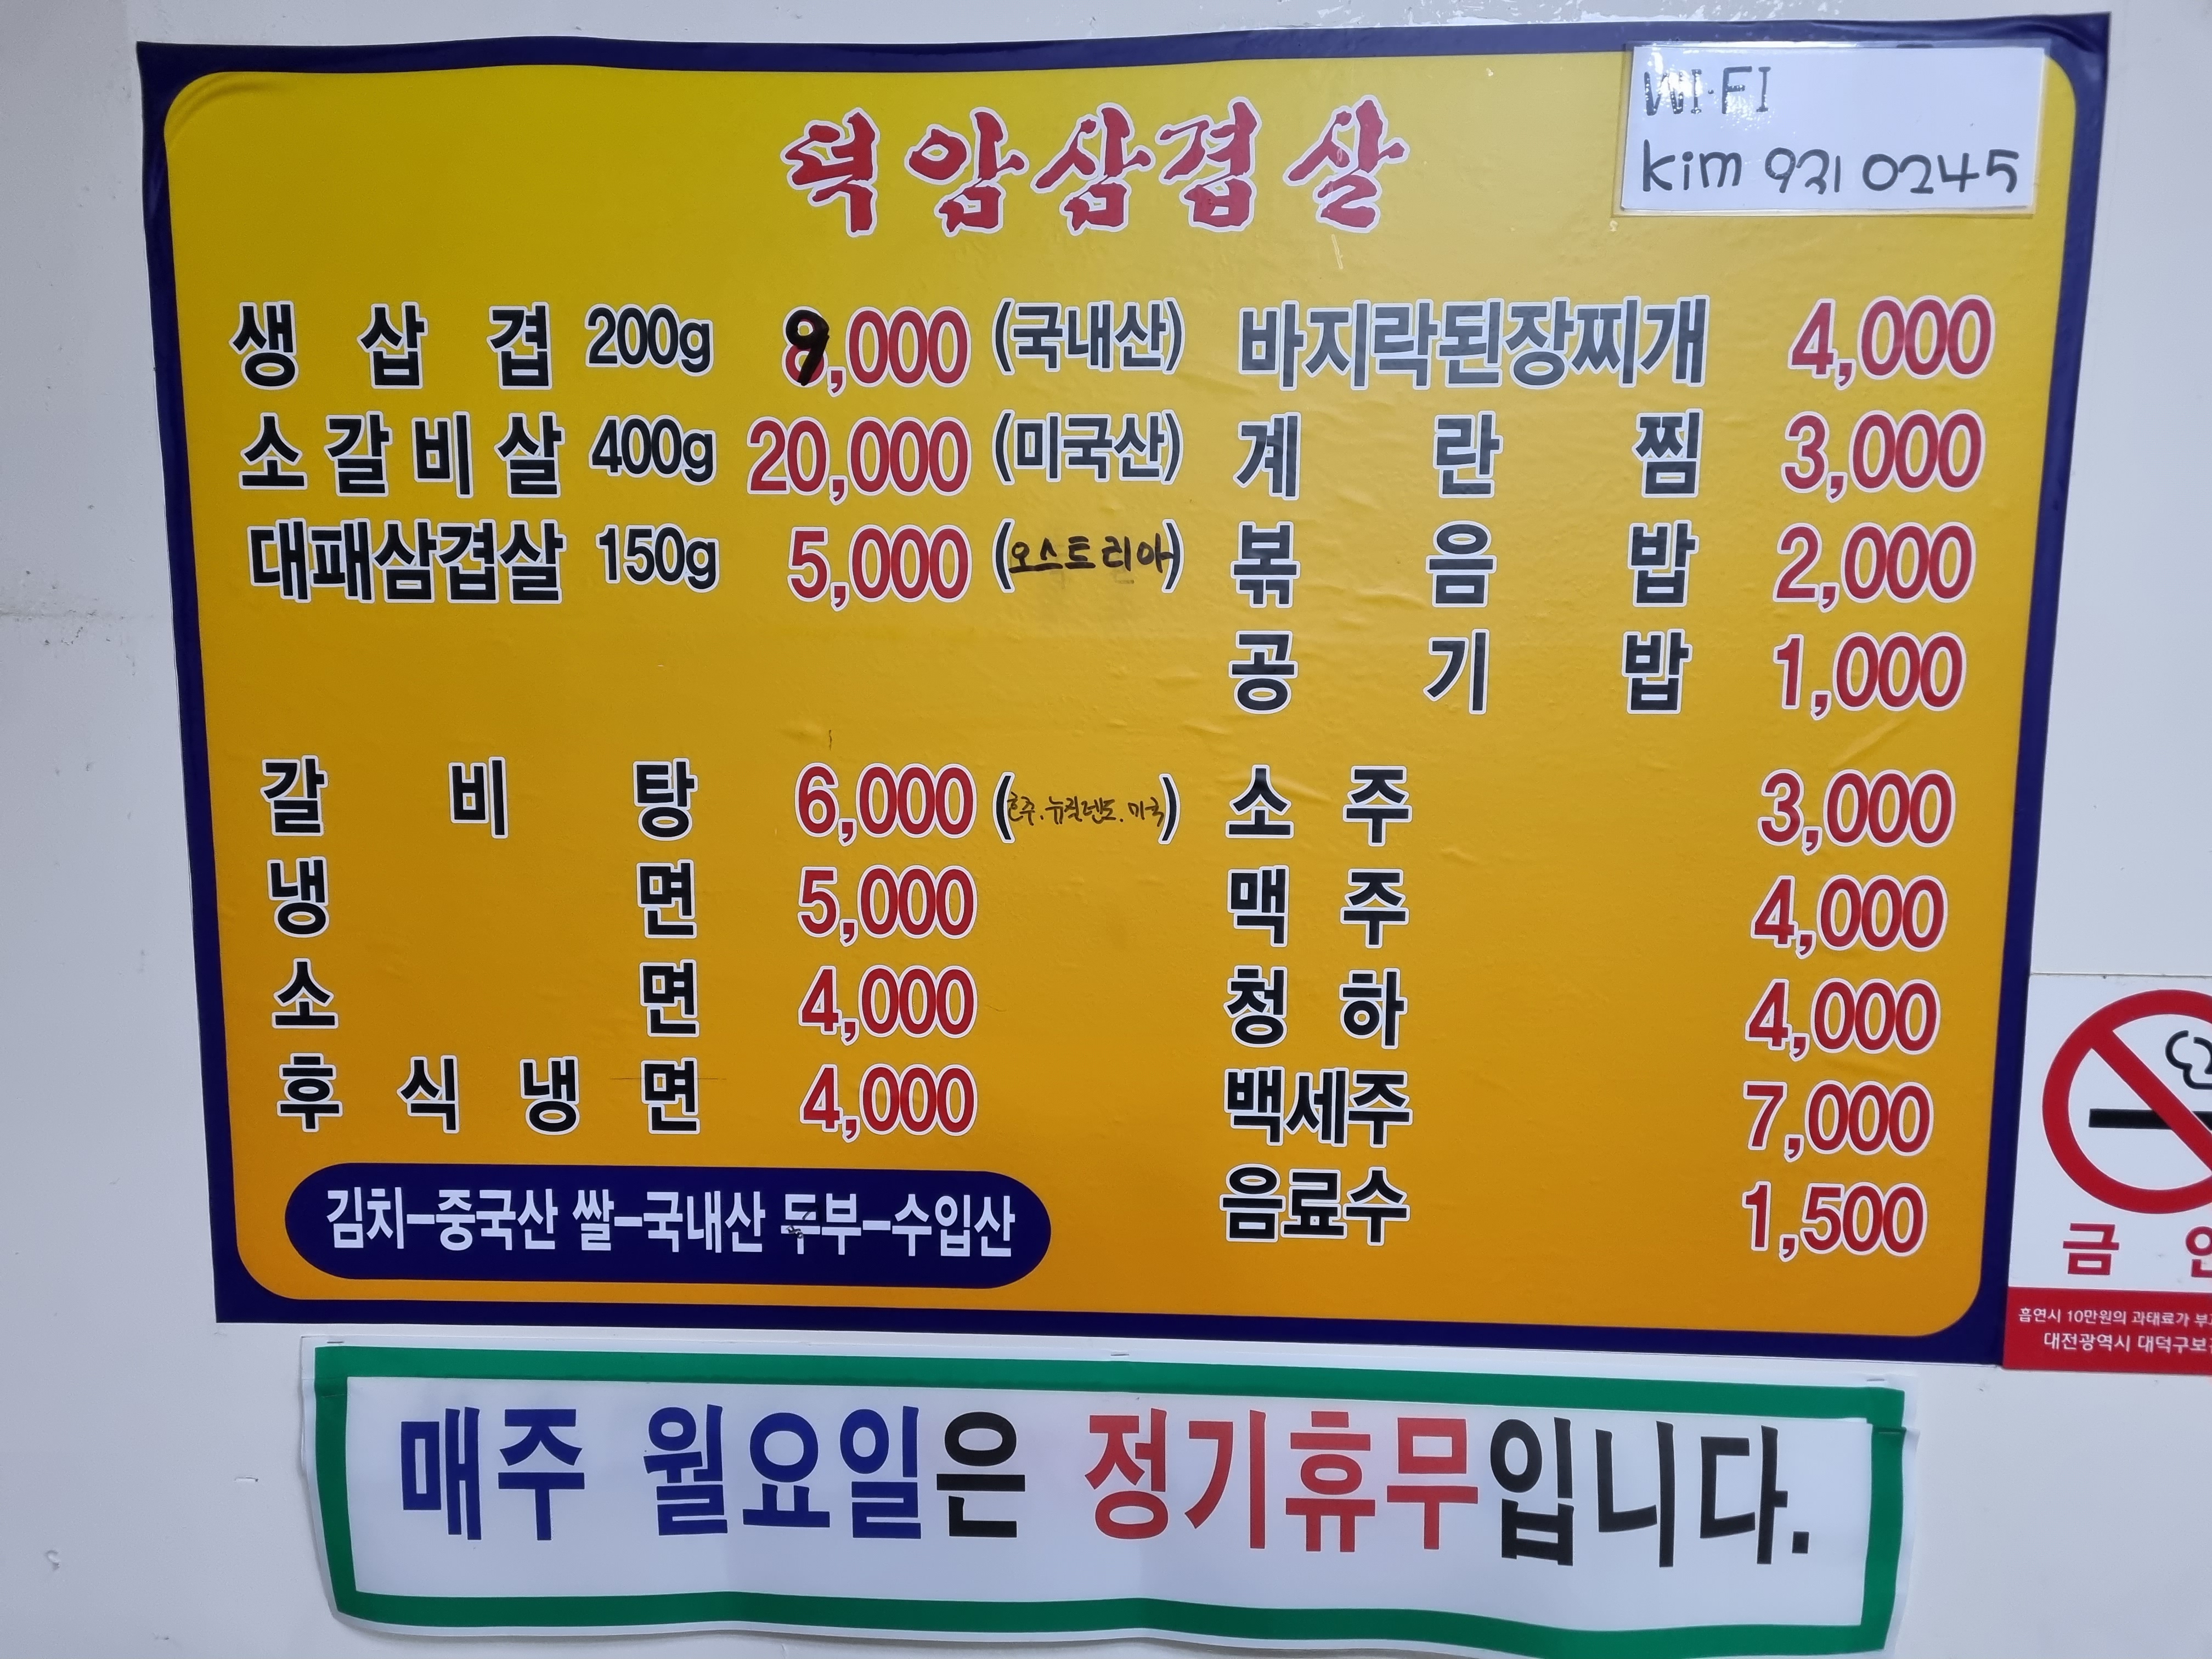 덕암삼겹살
WI-FI
kim 921 0245
생삼겹 200g 9,000 (국내산)
소갈비살 400g 20,000 (미국산)
대패삼겹살 150g 5,000 (오스트리아)
갈비탕 6,000 (호주.뉴질랜드.미국)
냉면 5,000
소면 4,000
후식냉면 4,000
김치-중국산 쌀-국내산 두부-수입산
바지락된장찌개 4,000
계란찜 3,000
볶음밥 2,000
공기밥 1,000
소주 3,000
맥주 4,000
청하 4,000
백세주 7,000
음료수 1,500
매주 월요일은 정기휴무입니다.
금
흡연시 10만원의 과태료가
대전광역시